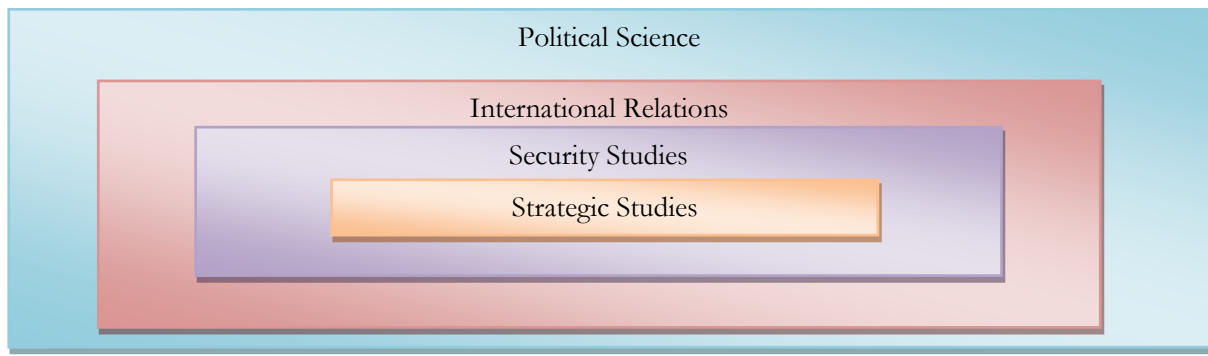 Political Science
International Relations
Security Studies
Strategic Studies